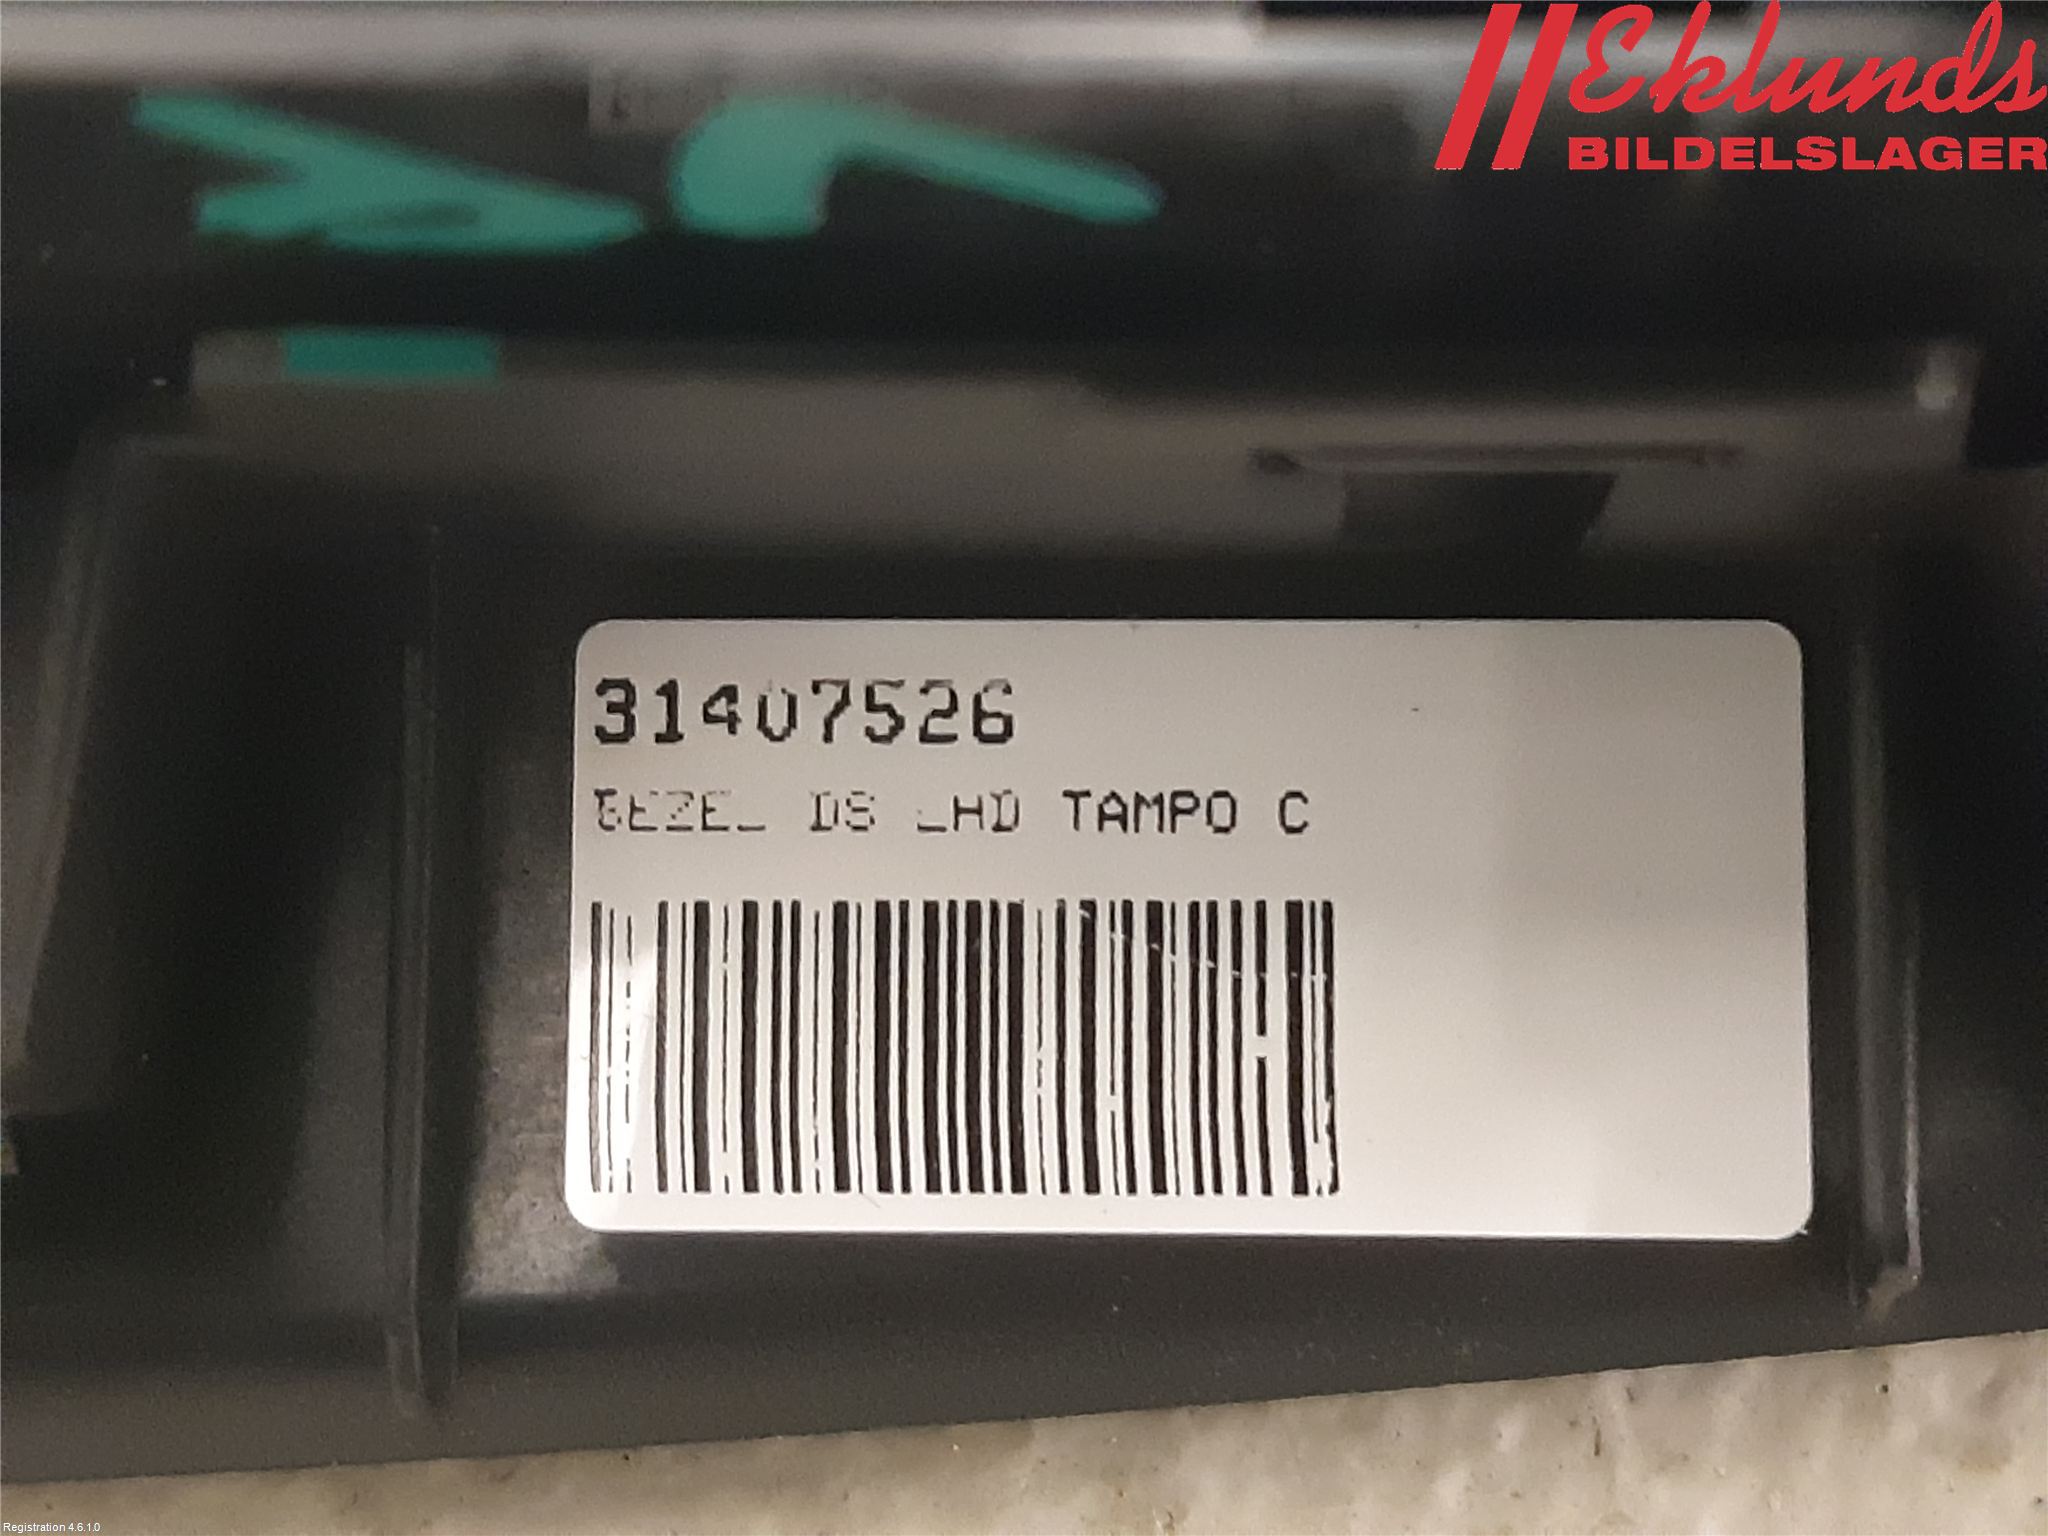 Eklunds
BILDELSLAGER
31407526
BEZEL DS LHD TAMPO C
Registration 4.6.1.0